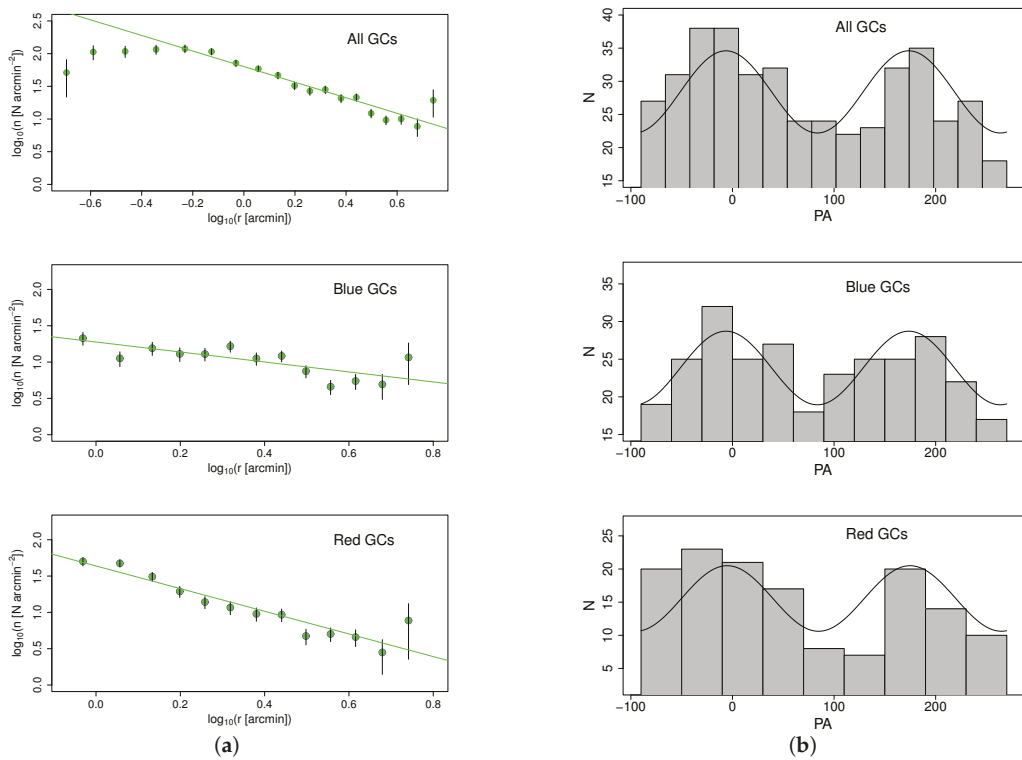 All GCs
log₁₀(n [N arcmin⁻²])
0.0 0.5 1.0 1.5 2.0 2.5
−0.6 −0.4 −0.2 0.0 0.2 0.4 0.6
log₁₀(r [arcmin])
Blue GCs
log₁₀(n [N arcmin⁻²])
0.0 0.5 1.0 1.5 2.0
0.0 0.2 0.4 0.6 0.8
log₁₀(r [arcmin])
Red GCs
log₁₀(n [N arcmin⁻²])
0.0 0.5 1.0 1.5 2.0
0.0 0.2 0.4 0.6 0.8
log₁₀(r [arcmin])
(a)
All GCs
N
15 20 25 30 35 40
−100 0 100 200
PA
Blue GCs
N
15 20 25 30 35
−100 0 100 200
PA
Red GCs
N
5 10 15 20 25
−100 0 100 200
PA
(b)